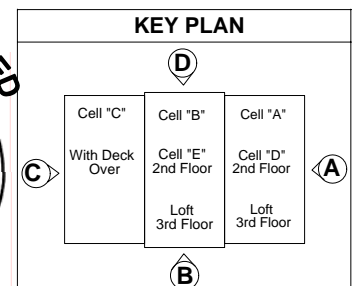 KEY PLAN
ED
D
Cell "C"
With Deck
Over
Cell "B"
Cell "E"
2nd Floor
Loft
3rd Floor
Cell "A"
Cell "D"
2nd Floor
Loft
3rd Floor
C
A
B